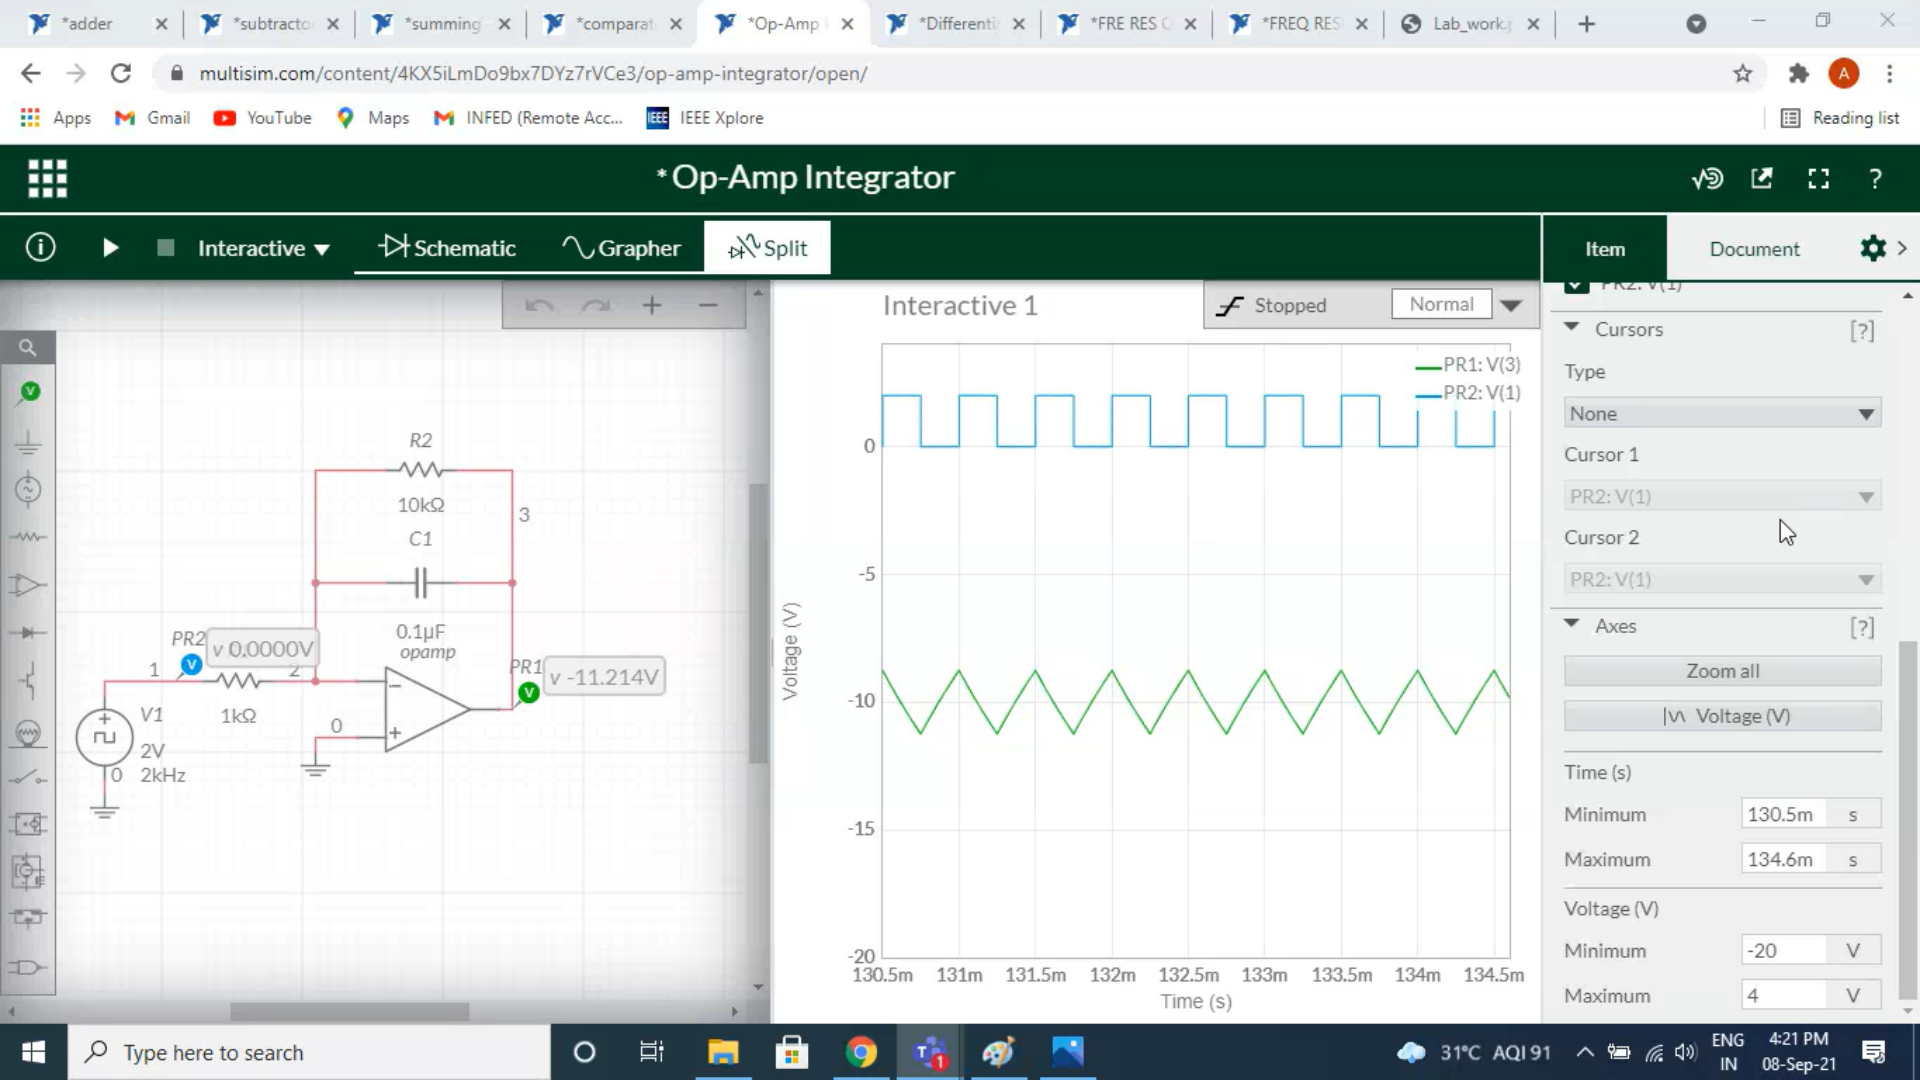 *adder
*subtracto
*summing
*comparat
*Op-Amp
*Differenti
*FRE RES C
*FREQ RES
Lab_work.
multisim.com/content/4KX5iLmDo9bx7DYz7rVCe3/op-amp-integrator/open/
A
Apps
Gmail
YouTube
Maps
INFED (Remote Acc...
IEEE
IEEE Xplore
Reading list
* Op-Amp Integrator
?
Interactive
Schematic
Grapher
Split
Item
Document
Interactive 1
Stopped
Normal
PR2: V(1)
Cursors
[?]
Type
None
Cursor 1
PR2: V(1)
Cursor 2
PR2: V(1)
Axes
[?]
Zoom all
Voltage (V)
Time (s)
Minimum
130.5m
s
Maximum
134.6m
s
Voltage (V)
Minimum
-20
V
Maximum
4
V
PR1: V(3)
PR2: V(1)
0
-5
-10
-15
-20
Voltage (V)
130.5m
131m
131.5m
132m
132.5m
133m
133.5m
134m
134.5m
Time (s)
R2
10kΩ
3
C1
0.1µF
opamp
PR2
V
v 0.0000V
1
2
PR1
V
v -11.214V
V1
1kΩ
0
2V
0
2kHz
V
Type here to search
T
1
31°C AQI 91
ENG
IN
4:21 PM
08-Sep-21